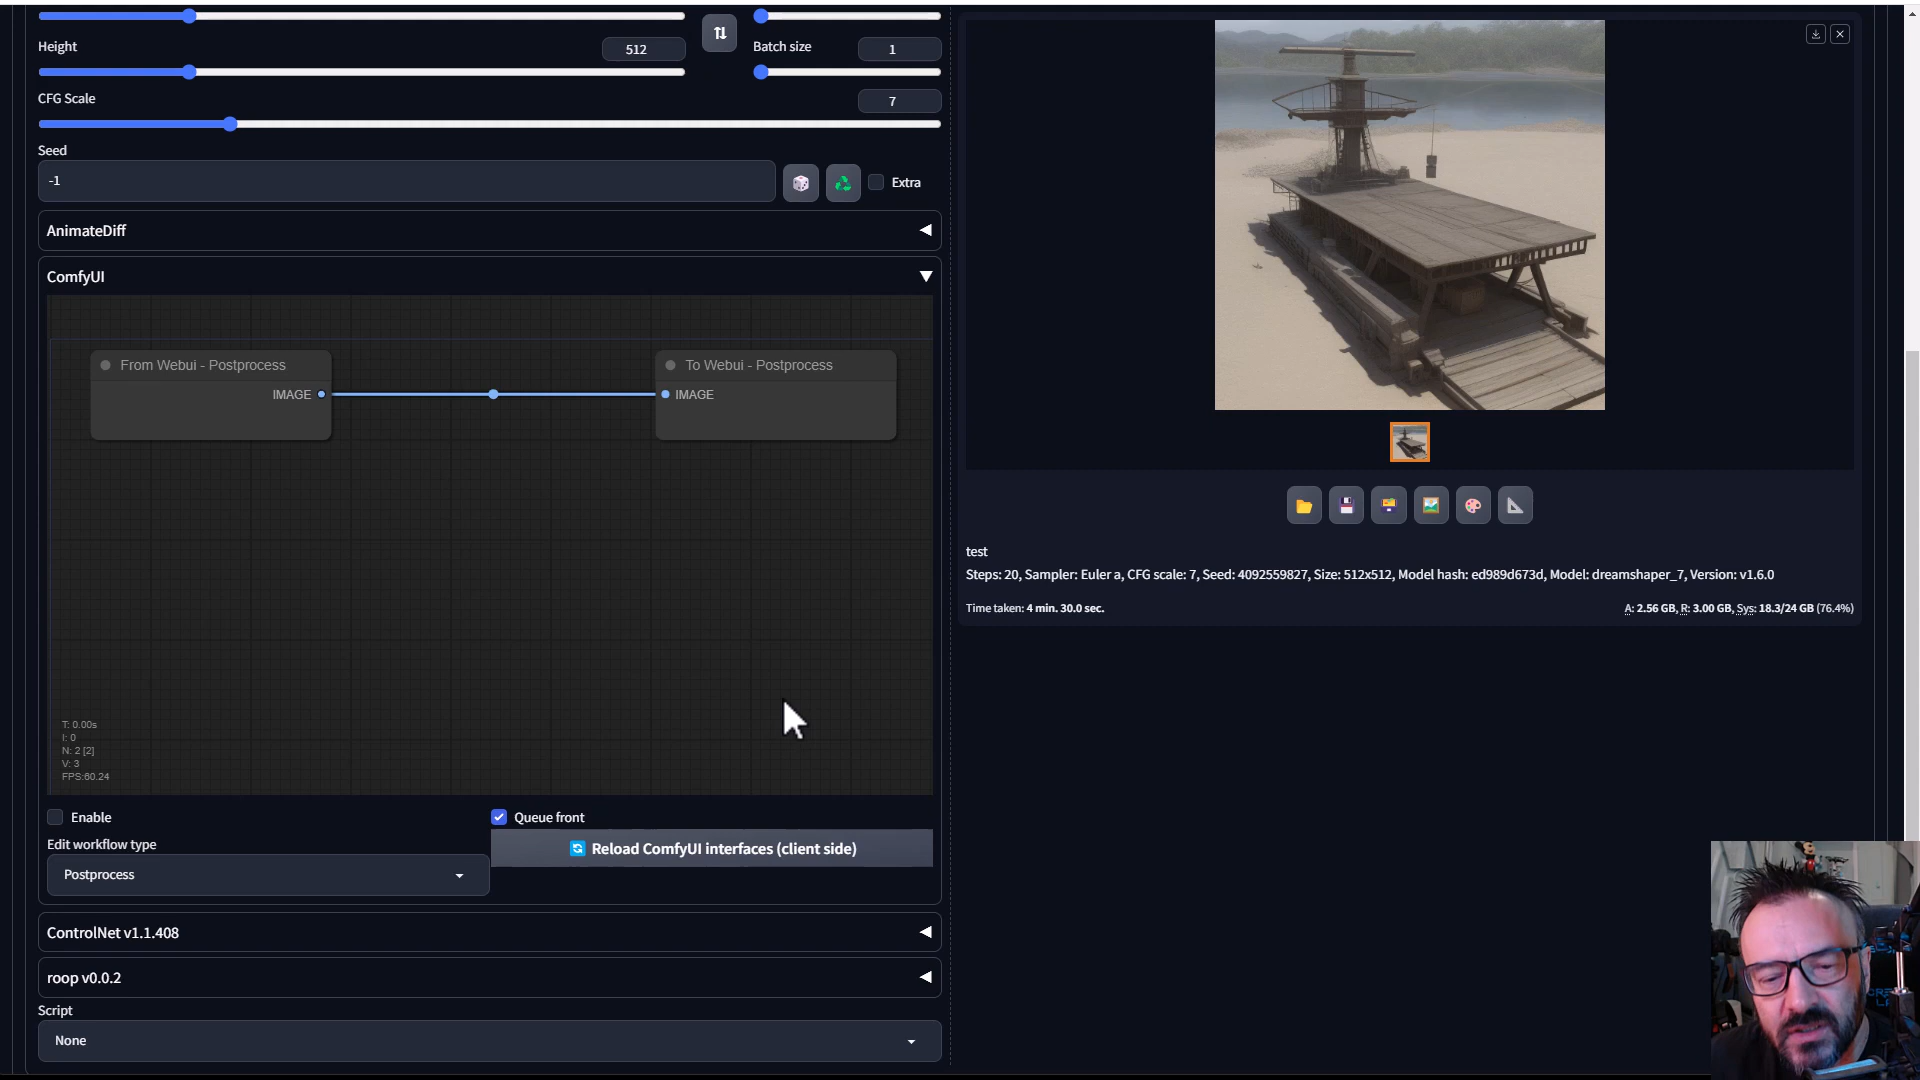 Height
512
Batch size
1
CFG Scale
7
Seed
-1
Extra
AnimateDiff
ComfyUI
From Webui - Postprocess
IMAGE
To Webui - Postprocess
IMAGE
T: 0.00s
I: 0
N: 2 [2]
V: 3
FPS:60.24
Enable
Queue front
Edit workflow type
Reload ComfyUI interfaces (client side)
Postprocess
ControlNet v1.1.408
roop v0.0.2
Script
None
test
Steps: 20, Sampler: Euler a, CFG scale: 7, Seed: 4092559827, Size: 512x512, Model hash: ed989d673d, Model: dreamshaper_7, Version: v1.6.0
Time taken: 4 min. 30.0 sec.
A: 2.56 GB, R: 3.00 GB, Sys: 18.3/24 GB (76.4%)